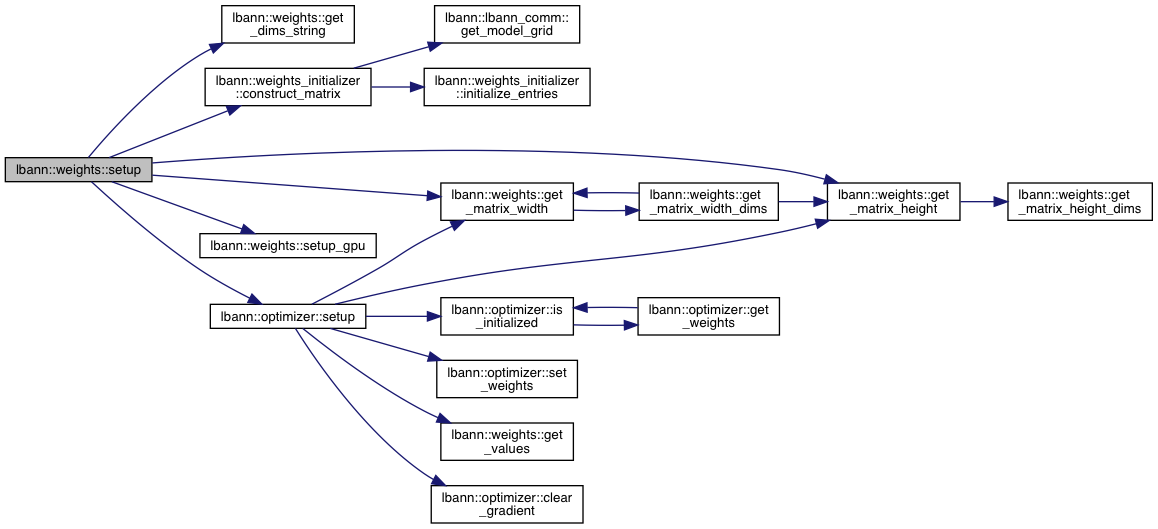 lbann::weights::get
_dims_string
lbann::lbann_comm::
get_model_grid
lbann::weights_initializer
::construct_matrix
lbann::weights_initializer
::initialize_entries
lbann::weights::setup
lbann::weights::get
_matrix_width
lbann::weights::get
_matrix_width_dims
lbann::weights::get
_matrix_height
lbann::weights::get
_matrix_height_dims
lbann::weights::setup_gpu
lbann::optimizer::setup
lbann::optimizer::is
_initialized
lbann::optimizer::get
_weights
lbann::optimizer::set
_weights
lbann::weights::get
_values
lbann::optimizer::clear
_gradient